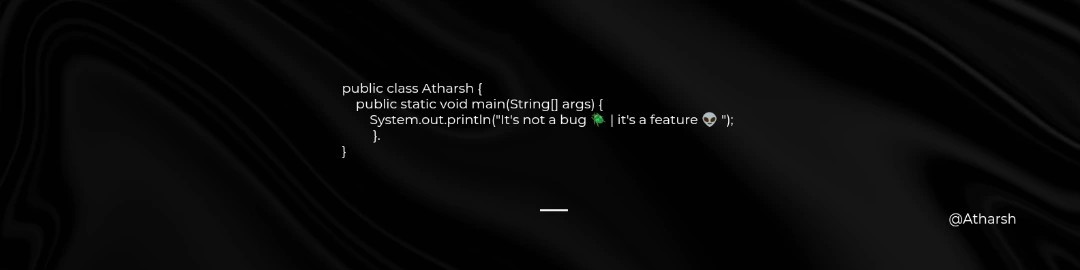 public class Atharsh {
public static void main(String[] args) {
System.out.println("It's not a bug 🪲 | it's a feature 👽 ");
}.
}
@Atharsh